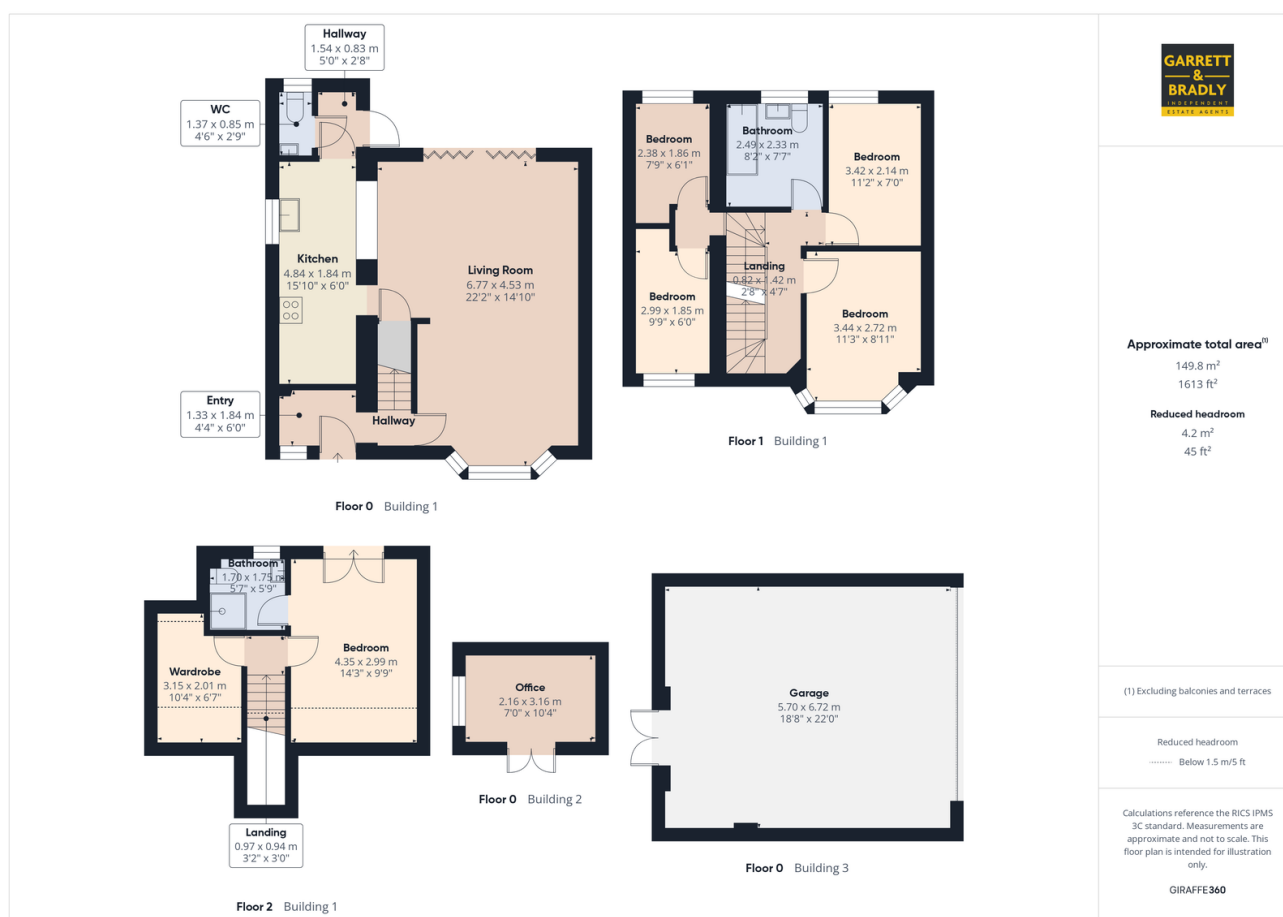 Hallway
1.54 x 0.83 m
5'0" x 2'8"
WC
1.37 x 0.85 m
4'6" x 2'9"
Kitchen
4.84 x 1.84 m
15'10" x 6'0"
Living Room
6.77 x 4.53 m
22'2" x 14'10"
Entry
1.33 x 1.84 m
4'4" x 6'0"
Hallway
Floor 0 Building 1
Bedroom
2.38 x 1.86 m
7'9" x 6'1"
Bathroom
2.49 x 2.33 m
8'2" x 7'7"
Bedroom
3.42 x 2.14 m
11'2" x 7'0"
Landing
0.82 x 1.42 m
2'8" x 4'7"
Bedroom
2.99 x 1.85 m
9'9" x 6'0"
Bedroom
3.44 x 2.72 m
11'3" x 8'11"
Floor 1 Building 1
Bathroom
1.70 x 1.75 m
5'7" x 5'9"
Bedroom
4.35 x 2.99 m
14'3" x 9'9"
Wardrobe
3.15 x 2.01 m
10'4" x 6'7"
Landing
0.97 x 0.94 m
3'2" x 3'0"
Floor 2 Building 1
Office
2.16 x 3.16 m
7'0" x 10'4"
Floor 0 Building 2
Garage
5.70 x 6.72 m
18'8" x 22'0"
Floor 0 Building 3
GARRETT
&
BRADLY
INDEPENDENT
ESTATE AGENTS
Approximate total area(1)
149.8 m²
1613 ft²
Reduced headroom
4.2 m²
45 ft²
(1) Excluding balconies and terraces
Reduced headroom
Below 1.5 m/5 ft
Calculations reference the RICS IPMS
3C standard. Measurements are
approximate and not to scale. This
floor plan is intended for illustration
only.
GIRAFFE360